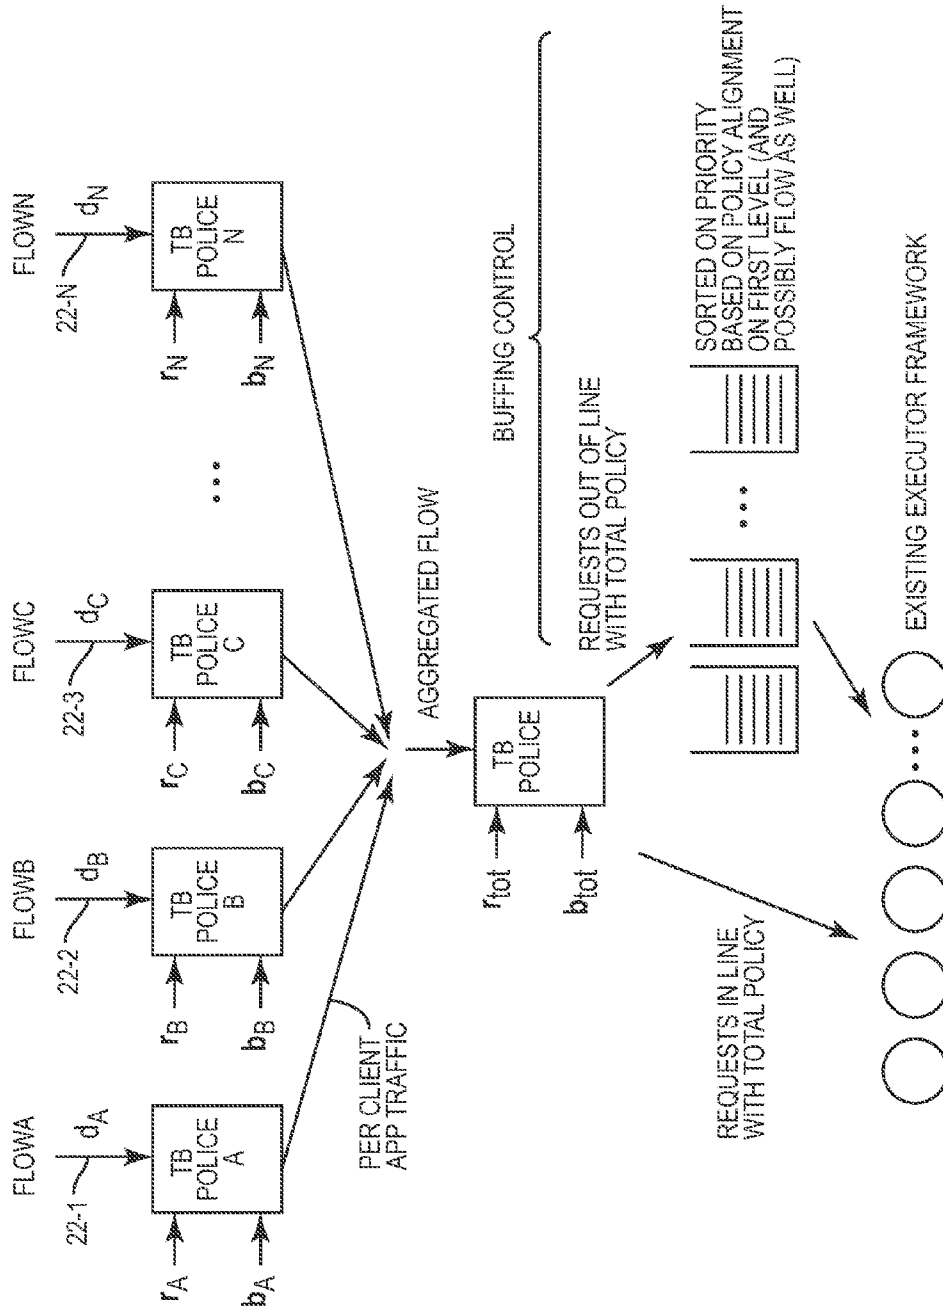 FLOWA
FLOWB
FLOWC
FLOWN
22-1
dA
22-2
dB
22-3
dC
22-N
dN
rA
bA
TB
POLICE
A
rB
bB
TB
POLICE
B
rC
bC
TB
POLICE
C
...
rN
bN
TB
POLICE
N
PER CLIENT
APP TRAFFIC
AGGREGATED FLOW
rtot
btot
TB
POLICE
BUFFING CONTROL
REQUESTS OUT OF LINE
WITH TOTAL POLICY
REQUESTS IN LINE
WITH TOTAL POLICY
...
SORTED ON PRIORITY
BASED ON POLICY ALIGNMENT
ON FIRST LEVEL (AND
POSSIBLY FLOW AS WELL)
...
EXISTING EXECUTOR FRAMEWORK